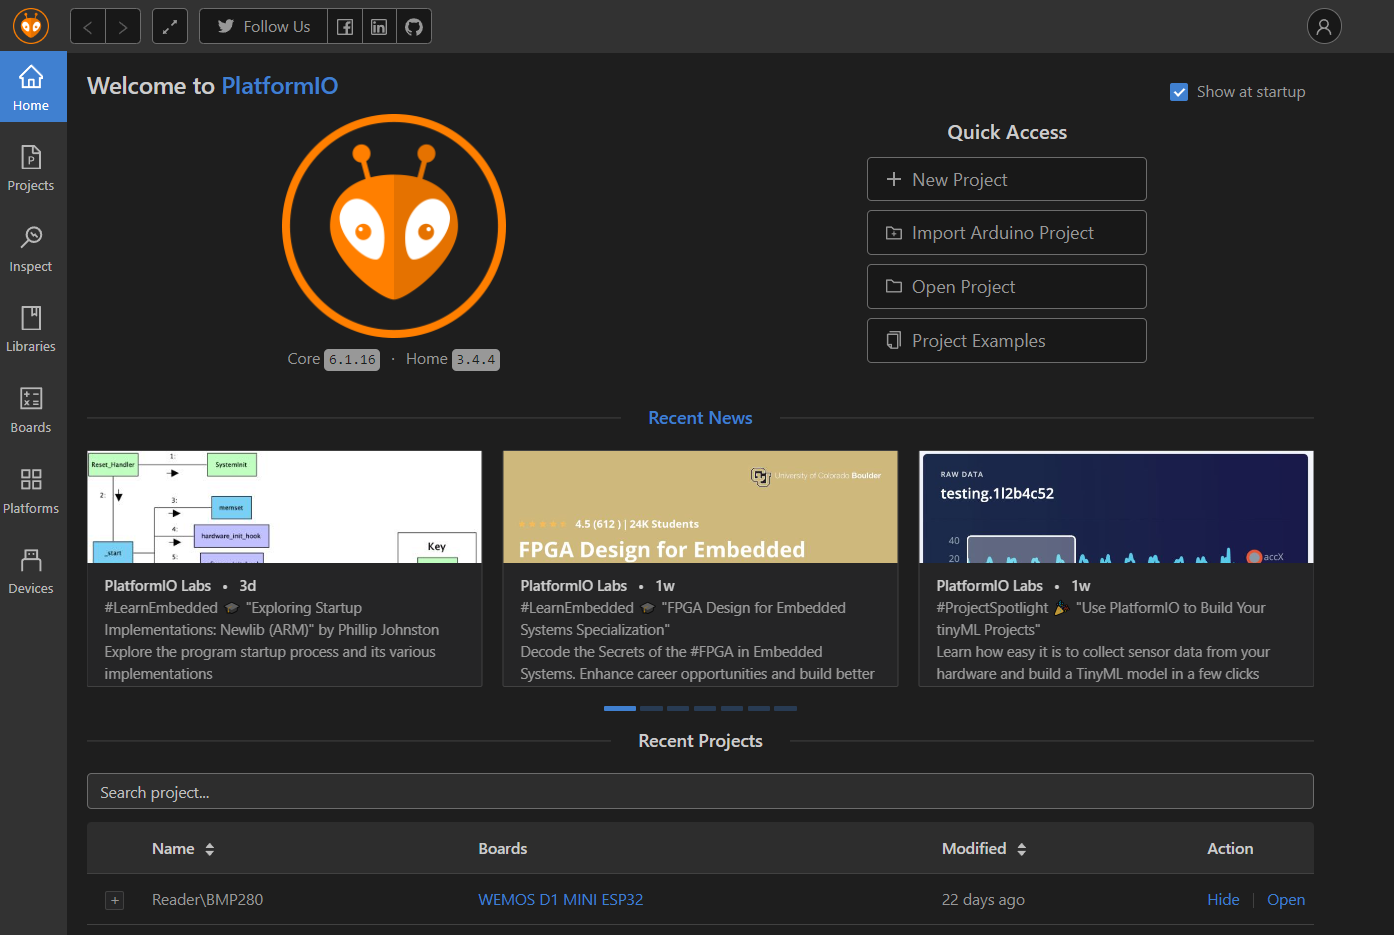 Follow Us
Home
Projects
Inspect
Libraries
Boards
Platforms
Devices
Welcome to PlatformIO
Show at startup
Core 6.1.16 · Home 3.4.4
Quick Access
New Project
Import Arduino Project
Open Project
Project Examples
Recent News
Reset_Handler
1:
SystemInit
2:
3:
memset
4:
hardware_init_hook
_start
5:
Key
PlatformIO Labs • 3d
#LearnEmbedded 🎓 "Exploring Startup
Implementations: Newlib (ARM)" by Phillip Johnston
Explore the program startup process and its various
implementations
University of Colorado Boulder
4.5 (612 ) | 24K Students
FPGA Design for Embedded
PlatformIO Labs • 1w
#LearnEmbedded 🎓 "FPGA Design for Embedded
Systems Specialization"
Decode the Secrets of the #FPGA in Embedded
Systems. Enhance career opportunities and build better
RAW DATA
testing.1l2b4c52
40
20
accX
PlatformIO Labs • 1w
#ProjectSpotlight 🎉 "Use PlatformIO to Build Your
tinyML Projects"
Learn how easy it is to collect sensor data from your
hardware and build a TinyML model in a few clicks
Recent Projects
Search project...
Name Boards Modified Action
Reader\BMP280 WEMOS D1 MINI ESP32 22 days ago Hide | Open